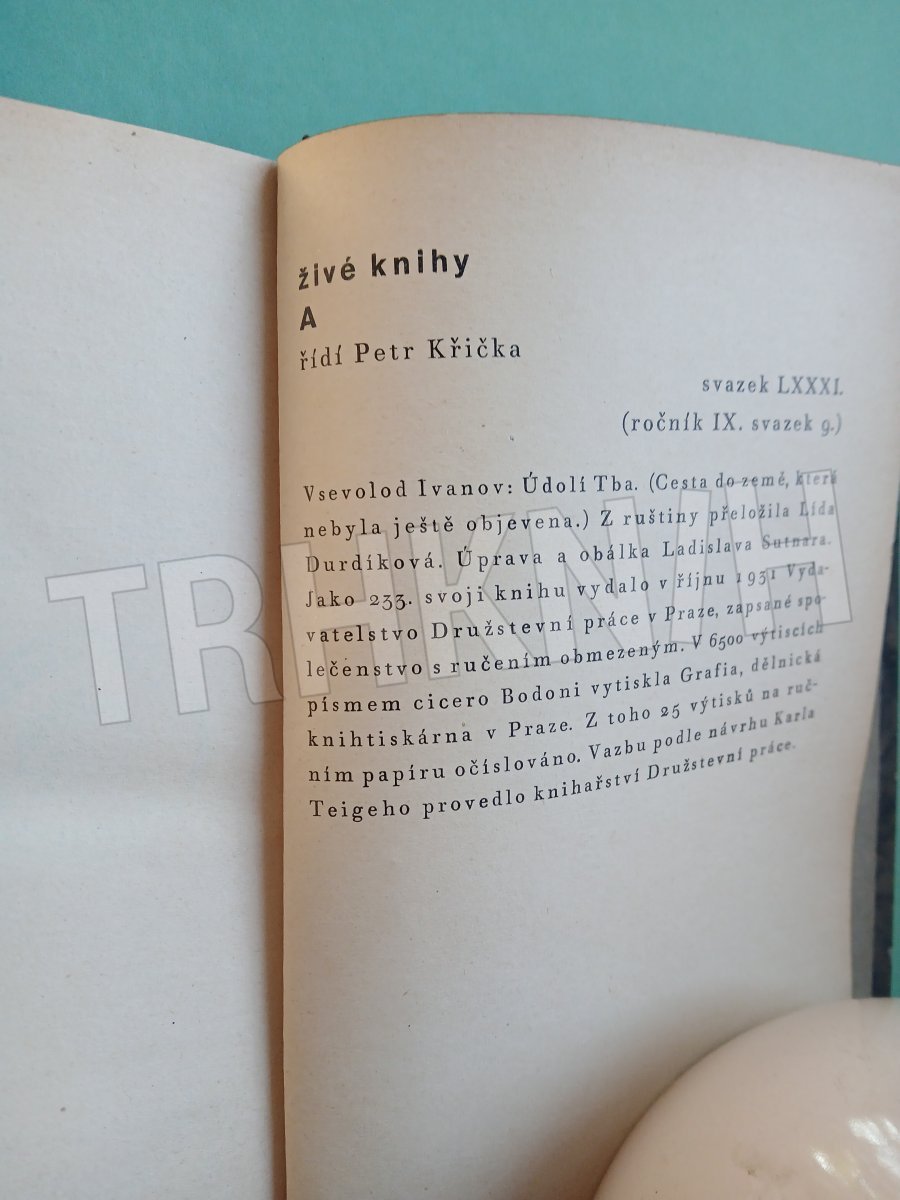 živé knihy
A
řídí Petr Křička
svazek LXXXI.
(ročník IX. svazek 9.)
Vsevolod Ivanov: Údolí Tba. (Cesta do země, která
nebyla ještě objevena.) Z ruštiny přeložila Lída
Durdíková. Úprava a obálka Ladislava Sutnara.
Jako 233. svoji knihu vydalo v říjnu 1931 Vyda-
vatelstvo Družstevní práce v Praze, zapsané spo-
lečenstvo s ručením obmezeným. V 6500 výtiscích
písmem cicero Bodoni vytiskla Grafia, dělnická
knihtiskárna v Praze. Z toho 25 výtisků na ruč-
ním papíru očíslováno. Vazbu podle návrhu Karla
Teigeho provedlo knihařství Družstevní práce.
TRHKNIH